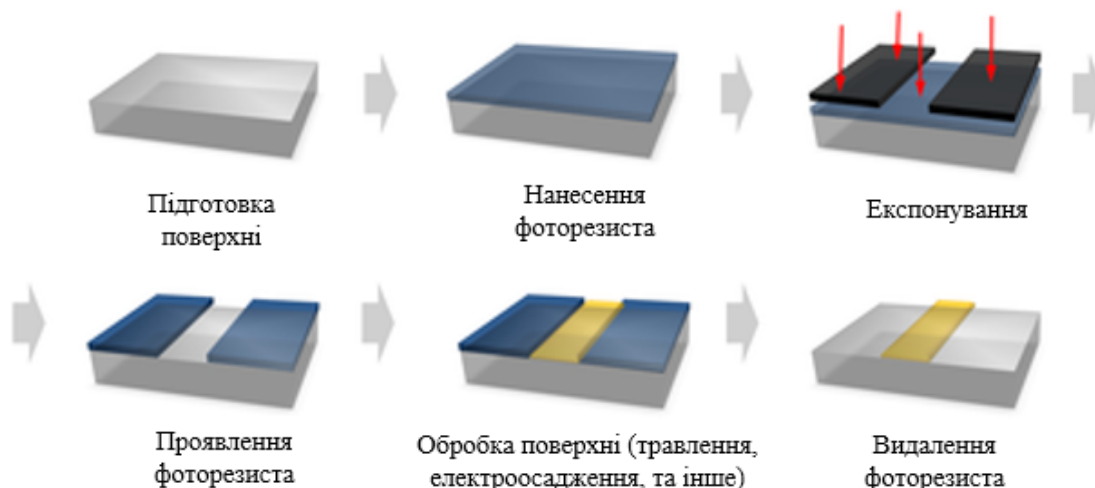 Підготовка
поверхні
Нанесення
фоторезиста
Експонування
Проявлення
фоторезиста
Обробка поверхні (травлення,
електроосадження, та інше)
Видалення
фоторезиста